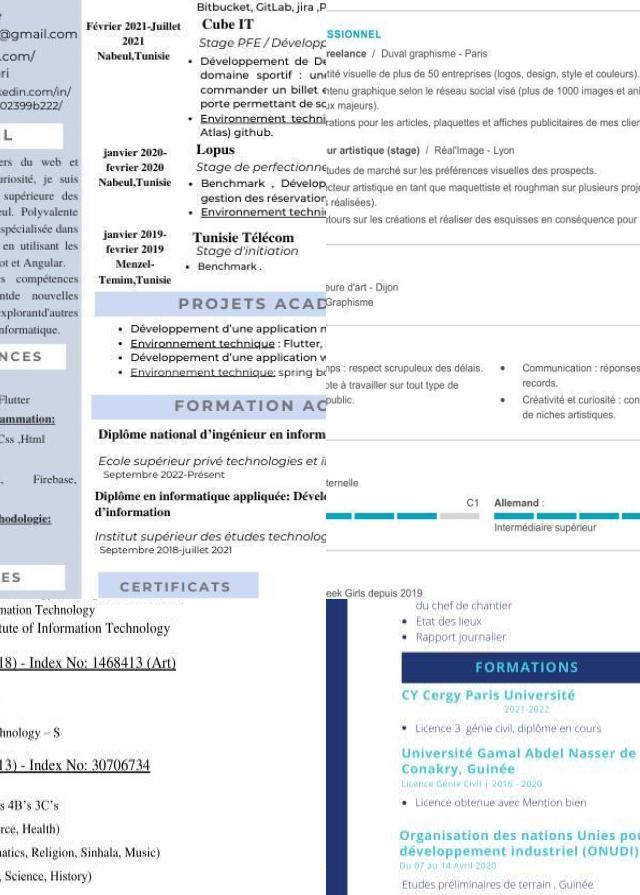 e
@gmail.com
.com/
ri
kedin.com/in/
02399b222/
IL
ers du web et
uriosité, je suis
supérieure des
eul. Polyvalente
spécialisée dans
en utilisant les
ot et Angular.
es compétences
ntde nouvelles
explorantd'autres
nformatique.
NCES
Flutter
ammation:
Css ,Html
, Firebase,
hodologie:
ES
Bitbucket, GitLab, jira ,P
Février 2021-Juillet
2021
Nabeul,Tunisie
Cube IT
Stage PFE / Dévelop
• Développement de De
domaine sportif : une
commander un billet e
porte permettant de sc
• Environnement techni
Atlas) github.
janvier 2020-
fevrier 2020
Nabeul,Tunisie
Lopus
Stage de perfectionne
• Benchmark , Dévelop
gestion des réservation
• Environnement techni
janvier 2019-
fevrier 2019
Menzel-
Temim,Tunisie
Tunisie Télécom
Stage d'initiation
• Benchmark .
PROJETS ACAD
• Développement d'une application m
• Environnement technique : Flutter,
• Développement d'une application w
• Environnement technique: spring bo
FORMATION AC
Diplôme national d'ingénieur en inform
Ecole supérieur privé technologies et i
Septembre 2022-Présent
Diplôme en informatique appliquée: Dévelo
d'information
Institut supérieur des études technolog
Septembre 2018-juillet 2021
CERTIFICATS
SSIONNEL
reelance / Duval graphisme - Paris
tité visuelle de plus de 50 entreprises (logos, design, style et couleurs).
ntenu graphique selon le réseau social visé (plus de 1000 images et ani
ux majeurs).
rations pour les articles, plaquettes et affiches publicitaires de mes clien
ur artistique (stage) / Réal'Image - Lyon
tudes de marché sur les préférences visuelles des prospects.
cteur artistique en tant que maquettiste et roughman sur plusieurs proje
s réalisées).
etours sur les créations et réaliser des esquisses en conséquence pour
eure d'art - Dijon
Graphisme
mps : respect scrupuleux des délais.
pte à travailler sur tout type de
public.
• Communication : réponses
records.
• Créativité et curiosité : con
de niches artistiques.
ternelle
C1
Allemand :
Intermédiaire supérieur
eek Girls depuis 2019
mation Technology
tute of Information Technology
18) - Index No: 1468413 (Art)
hnology – S
13) - Index No: 30706734
s 4B's 3C's
rce, Health)
atics, Religion, Sinhala, Music)
, Science, History)
du chef de chantier
• Etat des lieux
• Rapport journalier
FORMATIONS
CY Cergy Paris Université
2021-2022
• Licence 3 génie civil, diplôme en cours
Université Gamal Abdel Nasser de
Conakry, Guinée
Licence Génie Civil | 2016 - 2020
• Licence obtenue avec Mention bien
Organisation des nations Unies pou
développement industriel (ONUDI)
Du 07 au 14 Avril 2020
Etudes préliminaires de terrain , Guinée